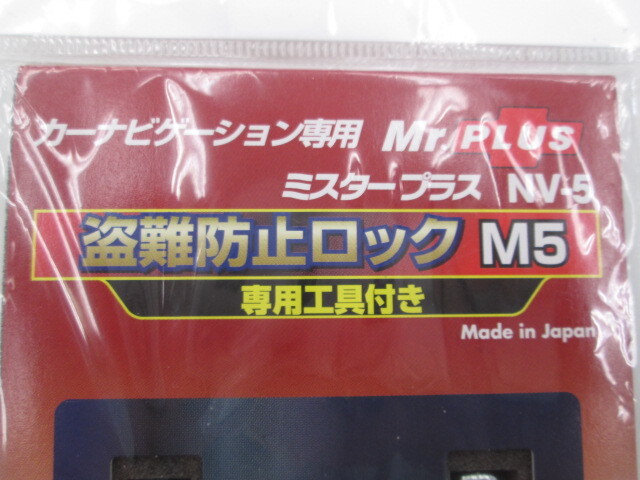 カーナビゲーション専用 Mr.PLUS
ミスタープラス NV-5
盗難防止ロック M5
専用工具付き
Made in Japan